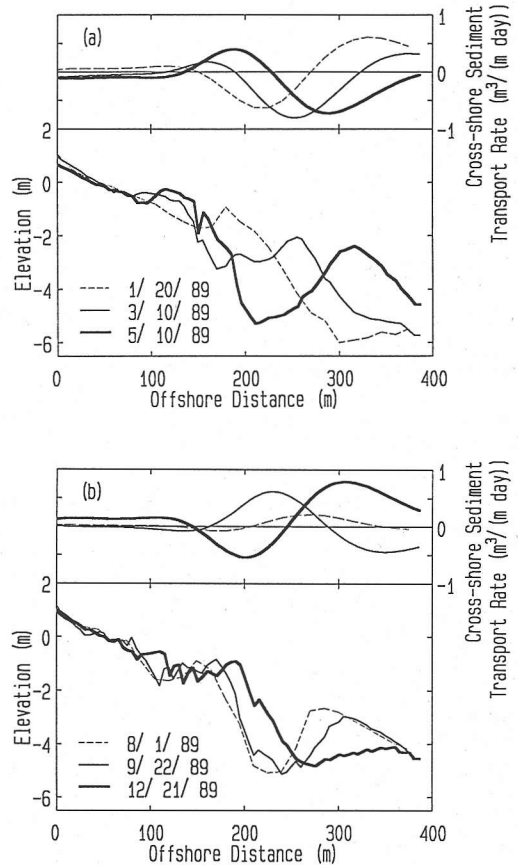 (a)
1
0
-1
Cross-shore Sediment
Transport Rate (m³/(m day))
2
0
-2
-4
-6
Elevation (m)
1/ 20/ 89
3/ 10/ 89
5/ 10/ 89
0 100 200 300 400
Offshore Distance (m)
(b)
1
0
-1
Cross-shore Sediment
Transport Rate (m³/(m day))
2
0
-2
-4
-6
Elevation (m)
8/ 1/ 89
9/ 22/ 89
12/ 21/ 89
0 100 200 300 400
Offshore Distance (m)